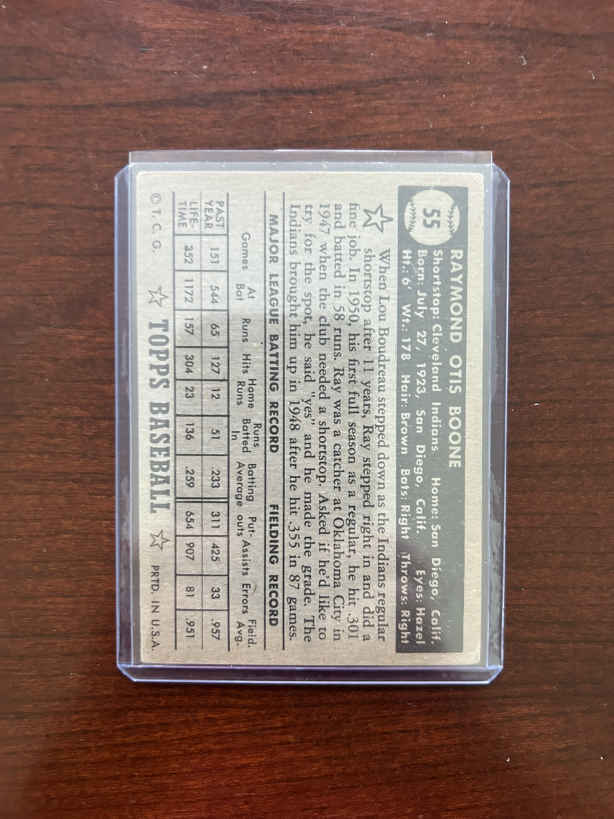 55
RAYMOND OTIS BOONE
Shortstop: Cleveland Indians Home: San Diego, Calif.
Born: July 27, 1923, San Diego, Calif. Eyes: Hazel
Ht.: 6' Wt.: 178 Hair: Brown Bats: Right Throws: Right
When Lou Boudreau stepped down as the Indians regular
shortstop after 11 years, Ray stepped right in and did a
fine job. In 1950, his first full season as a regular, he hit .301
and batted in 58 runs. Ray was a catcher at Oklahoma City in
1947 when the club needed a shortstop. Asked if he'd like to
try for the spot, he said "yes" and he made the grade. The
Indians brought him up in 1948 after he hit .355 in 87 games.
MAJOR LEAGUE BATTING RECORD FIELDING RECORD
Games At Bat Runs Hits Home Runs Runs Batted In Batting Average Put-outs Assists Errors Field. Avg.
PAST YEAR 151 544 65 127 12 51 .233 311 425 33 .957
LIFE-TIME 352 1172 157 304 23 136 .259 654 907 81 .951
© T. C. G. TOPPS BASEBALL PRTD. IN U.S.A.